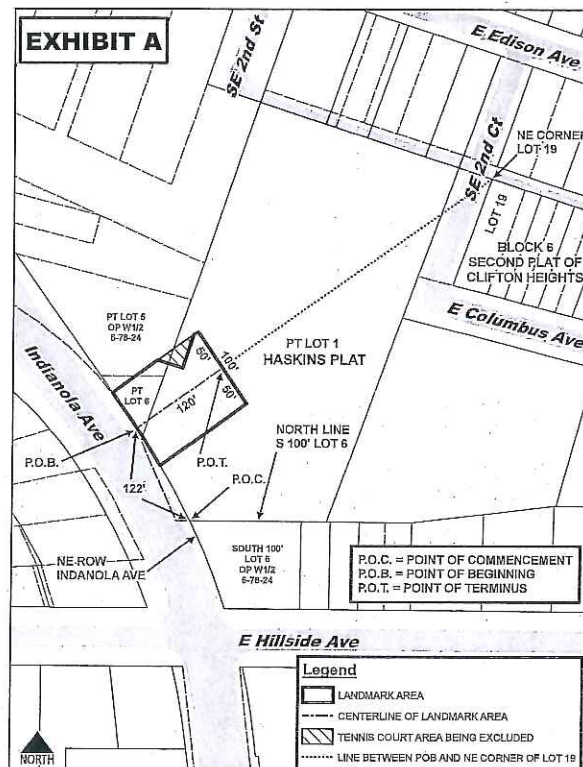 EXHIBIT A
SE 2nd St
E Edison Ave
SE 2nd Ct
NE CORNER
LOT 19
LOT 19
BLOCK 6
SECOND PLAT OF
CLIFTON HEIGHTS
E Columbus Ave
PT LOT 5
OP W1/2
6-78-24
PT LOT 1
HASKINS PLAT
Indianola Ave
PT
LOT 6
50'
100'
50'
120'
P.O.B.
P.O.T.
NORTH LINE
S 100' LOT 6
122'
P.O.C.
NE ROW
INDANOLA AVE
SOUTH 100'
LOT 6
OP W1/2
6-78-24
P.O.C. = POINT OF COMMENCEMENT
P.O.B. = POINT OF BEGINNING
P.O.T. = POINT OF TERMINUS
E Hillside Ave
Legend
LANDMARK AREA
CENTERLINE OF LANDMARK AREA
TENNIS COURT AREA BEING EXCLUDED
LINE BETWEEN POB AND NE CORNER OF LOT 19
NORTH